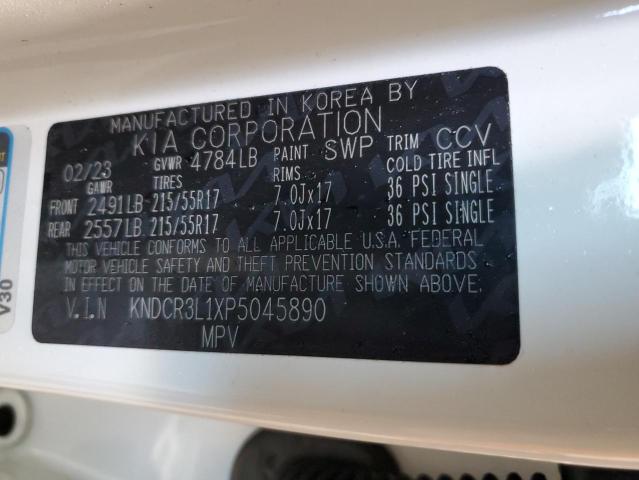 MANUFACTURED IN KOREA BY
KIA CORPORATION
02/23 GVWR 4784LB PAINT SWP TRIM CCV
GAWR TIRES RIMS COLD TIRE INFL
FRONT 2491LB 215/55R17 7.0Jx17 36 PSI SINGLE
REAR 2557LB 215/55R17 7.0Jx17 36 PSI SINGLE
THIS VEHICLE CONFORMS TO ALL APPLICABLE U.S.A. FEDERAL
MOTOR VEHICLE SAFETY AND THEFT PREVENTION STANDARDS
IN EFFECT ON THE DATE OF MANUFACTURE SHOWN ABOVE.
V.I.N KNDCR3L1XP5045890
MPV
V30